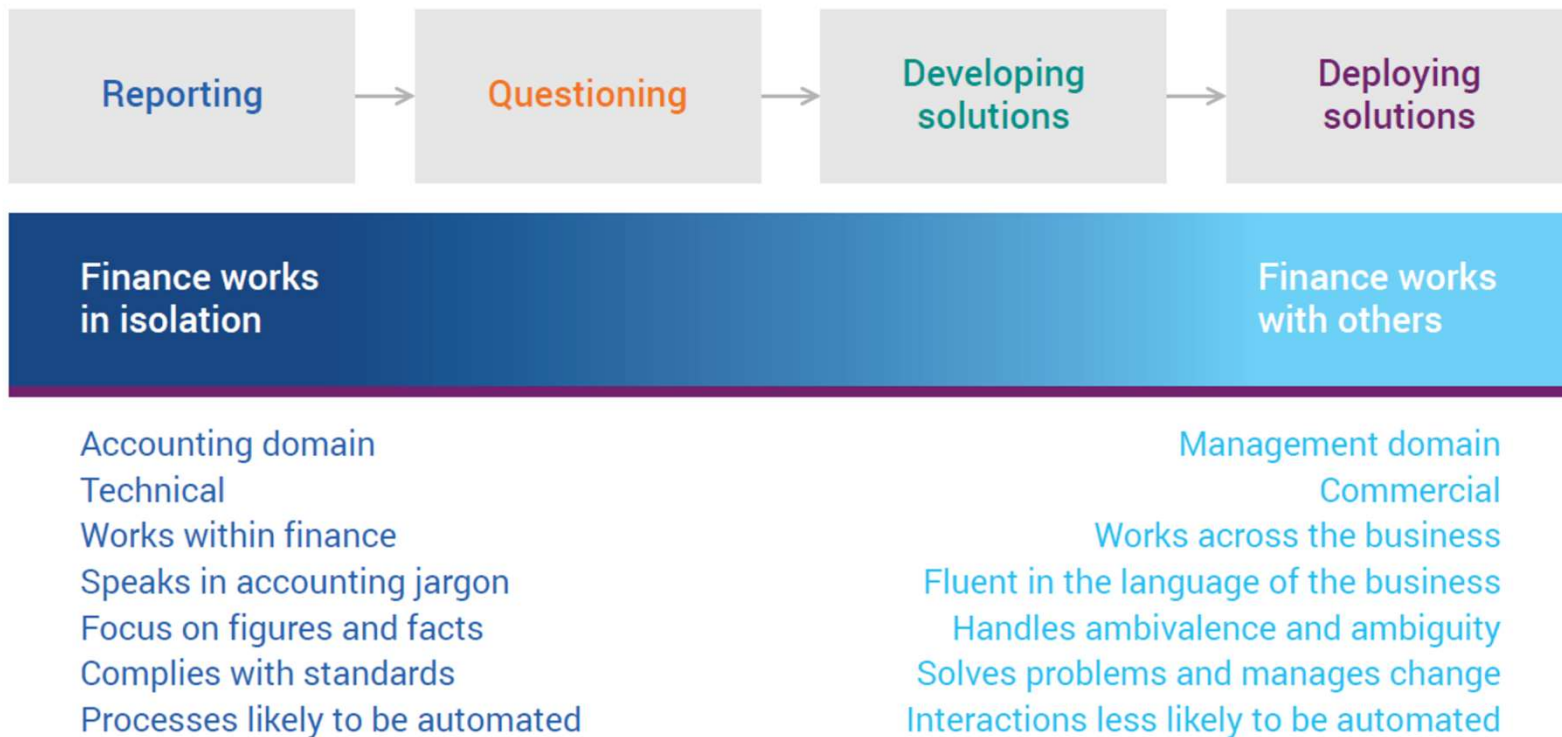 Reporting
Questioning
Developing
solutions
Deploying
solutions
Finance works
in isolation
Finance works
with others
Accounting domain
Technical
Works within finance
Speaks in accounting jargon
Focus on figures and facts
Complies with standards
Processes likely to be automated
Management domain
Commercial
Works across the business
Fluent in the language of the business
Handles ambivalence and ambiguity
Solves problems and manages change
Interactions less likely to be automated